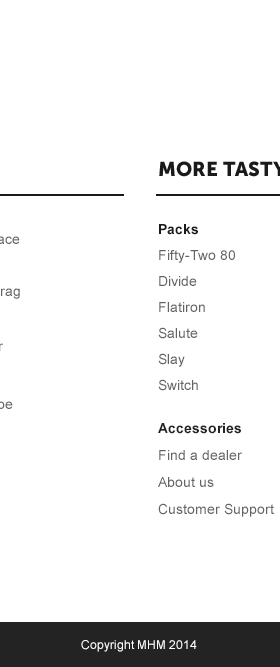 MORE TASTY
ace
rag
r
oe
Packs
Fifty-Two 80
Divide
Flatiron
Salute
Slay
Switch
Accessories
Find a dealer
About us
Customer Support
Copyright MHM 2014